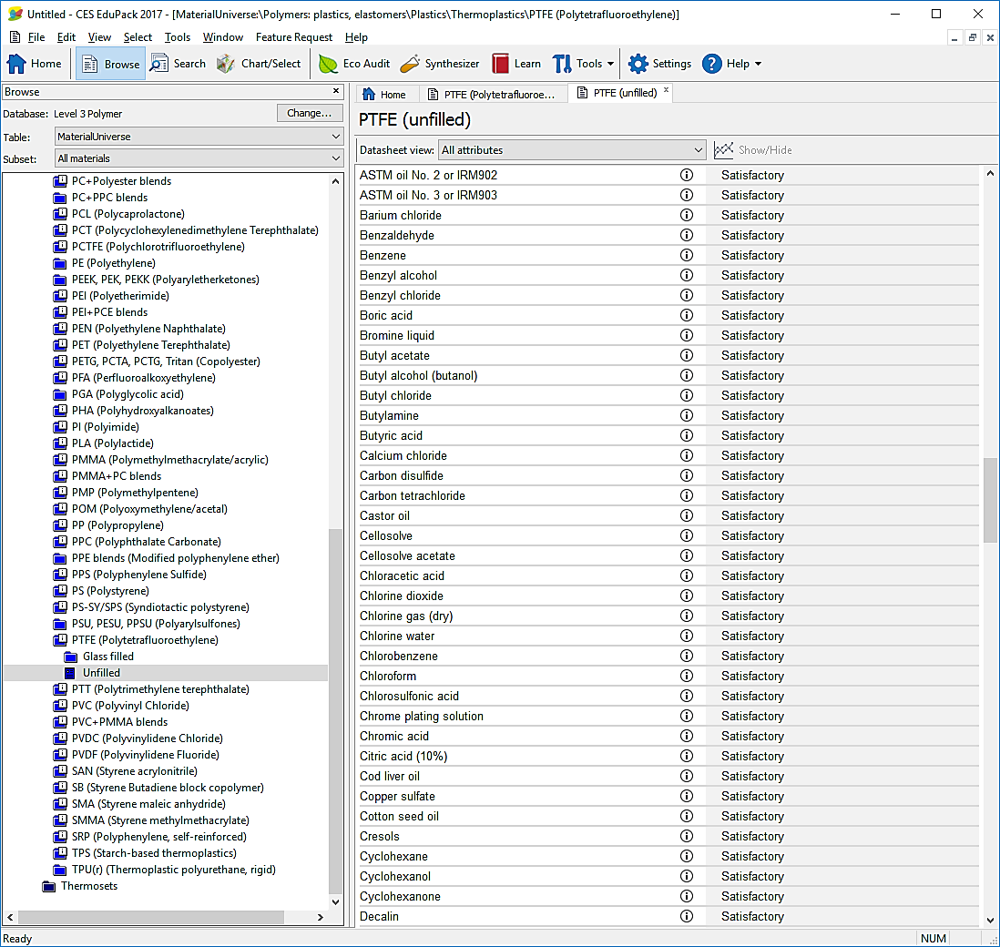 Untitled - CES EduPack 2017 - [MaterialUniverse:\Polymers: plastics, elastomers\Plastics\Thermoplastics\PTFE (Polytetrafluoroethylene)]
File Edit View Select Tools Window Feature Request Help
Home Browse Search Chart/Select Eco Audit Synthesizer Learn Tools Settings Help
Browse
Database: Level 3 Polymer Change...
Table: MaterialUniverse
Subset: All materials
PC+Polyester blends
PC+PPC blends
PCL (Polycaprolactone)
PCT (Polycyclohexylenedimethylene Terephthalate)
PCTFE (Polychlorotrifluoroethylene)
PE (Polyethylene)
PEEK, PEK, PEKK (Polyaryletherketones)
PEI (Polyetherimide)
PEI+PCE blends
PEN (Polyethylene Naphthalate)
PET (Polyethylene Terephthalate)
PETG, PCTA, PCTG, Tritan (Copolyester)
PFA (Perfluoroalkoxyethylene)
PGA (Polyglycolic acid)
PHA (Polyhydroxyalkanoates)
PI (Polyimide)
PLA (Polylactide)
PMMA (Polymethylmethacrylate/acrylic)
PMMA+PC blends
PMP (Polymethylpentene)
POM (Polyoxymethylene/acetal)
PP (Polypropylene)
PPC (Polyphthalate Carbonate)
PPE blends (Modified polyphenylene ether)
PPS (Polyphenylene Sulfide)
PS (Polystyrene)
PS-SY/SPS (Syndiotactic polystyrene)
PSU, PESU, PPSU (Polyarylsulfones)
PTFE (Polytetrafluoroethylene)
Glass filled
Unfilled
PTT (Polytrimethylene terephthalate)
PVC (Polyvinyl Chloride)
PVC+PMMA blends
PVDC (Polyvinylidene Chloride)
PVDF (Polyvinylidene Fluoride)
SAN (Styrene acrylonitrile)
SB (Styrene Butadiene block copolymer)
SMA (Styrene maleic anhydride)
SMMA (Styrene methylmethacrylate)
SRP (Polyphenylene, self-reinforced)
TPS (Starch-based thermoplastics)
TPU(r) (Thermoplastic polyurethane, rigid)
Thermosets
Home PTFE (Polytetrafluoroe... PTFE (unfilled)
PTFE (unfilled)
Datasheet view: All attributes Show/Hide
ASTM oil No. 2 or IRM902 Satisfactory
ASTM oil No. 3 or IRM903 Satisfactory
Barium chloride Satisfactory
Benzaldehyde Satisfactory
Benzene Satisfactory
Benzyl alcohol Satisfactory
Benzyl chloride Satisfactory
Boric acid Satisfactory
Bromine liquid Satisfactory
Butyl acetate Satisfactory
Butyl alcohol (butanol) Satisfactory
Butyl chloride Satisfactory
Butylamine Satisfactory
Butyric acid Satisfactory
Calcium chloride Satisfactory
Carbon disulfide Satisfactory
Carbon tetrachloride Satisfactory
Castor oil Satisfactory
Cellosolve Satisfactory
Cellosolve acetate Satisfactory
Chloracetic acid Satisfactory
Chlorine dioxide Satisfactory
Chlorine gas (dry) Satisfactory
Chlorine water Satisfactory
Chlorobenzene Satisfactory
Chloroform Satisfactory
Chlorosulfonic acid Satisfactory
Chrome plating solution Satisfactory
Chromic acid Satisfactory
Citric acid (10%) Satisfactory
Cod liver oil Satisfactory
Copper sulfate Satisfactory
Cotton seed oil Satisfactory
Cresols Satisfactory
Cyclohexane Satisfactory
Cyclohexanol Satisfactory
Cyclohexanone Satisfactory
Decalin Satisfactory
Ready NUM